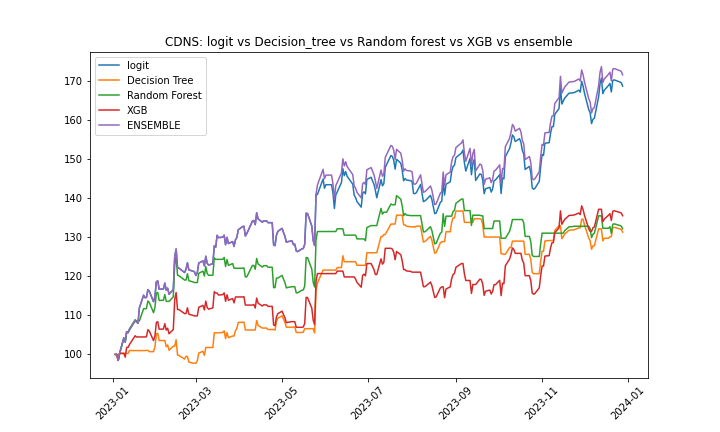 CDNS: logit vs Decision_tree vs Random forest vs XGB vs ensemble
logit
Decision Tree
Random Forest
XGB
ENSEMBLE
170
160
150
140
130
120
110
100
2023-01
2023-03
2023-05
2023-07
2023-09
2023-11
2024-01